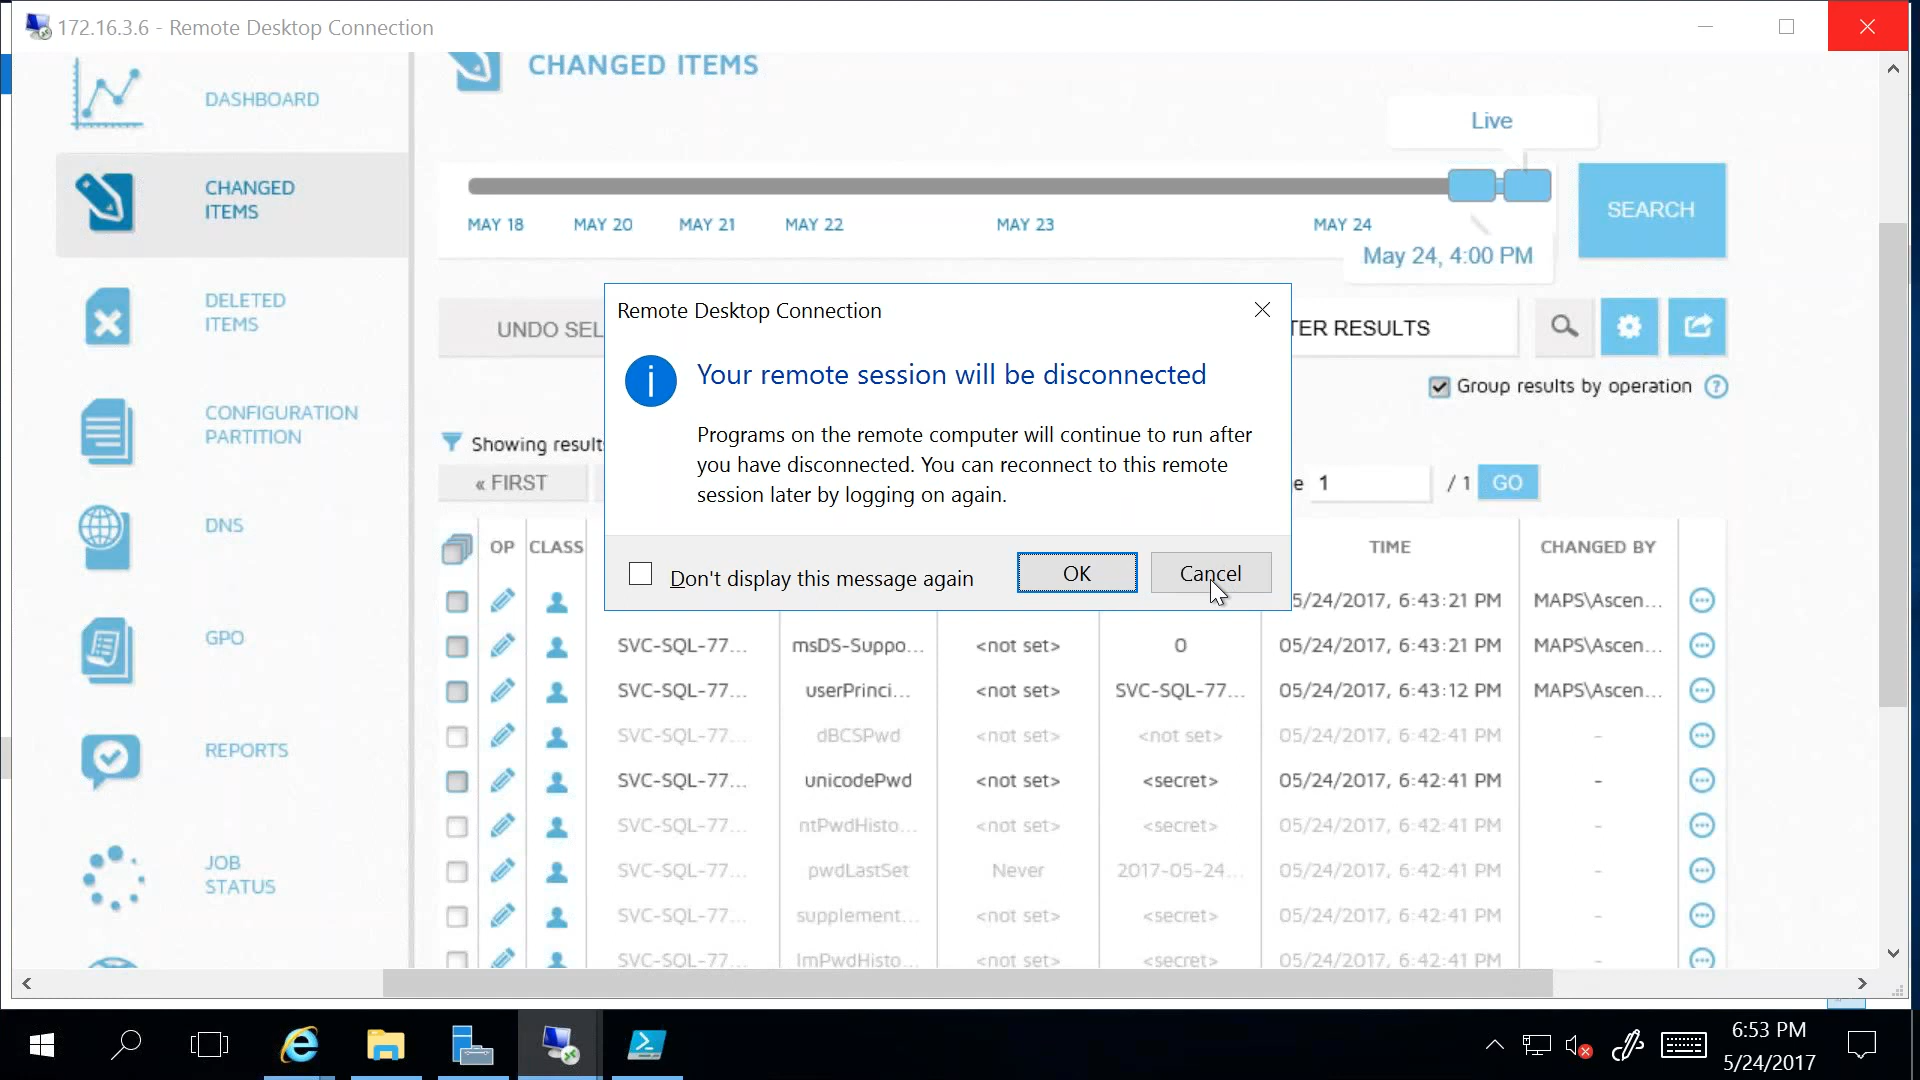 172.16.3.6 - Remote Desktop Connection
CHANGED ITEMS
DASHBOARD
Live
CHANGED
ITEMS
MAY 18
MAY 20
MAY 21
MAY 22
MAY 23
MAY 24
SEARCH
May 24, 4:00 PM
DELETED
ITEMS
UNDO SEL
TER RESULTS
Group results by operation
?
Remote Desktop Connection
i
Your remote session will be disconnected
Programs on the remote computer will continue to run after
you have disconnected. You can reconnect to this remote
session later by logging on again.
Don't display this message again
OK
Cancel
CONFIGURATION
PARTITION
Showing results
« FIRST
e 1 / 1 GO
DNS
OP CLASS TIME CHANGED BY
5/24/2017, 6:43:21 PM MAPS\Ascen...
GPO
SVC-SQL-77... msDS-Suppo... <not set> 0 05/24/2017, 6:43:21 PM MAPS\Ascen...
SVC-SQL-77... userPrinci... <not set> SVC-SQL-77... 05/24/2017, 6:43:12 PM MAPS\Ascen...
REPORTS
SVC-SQL-77... dBCSPwd <not set> <not set> 05/24/2017, 6:42:41 PM -
SVC-SQL-77... unicodePwd <not set> <secret> 05/24/2017, 6:42:41 PM -
SVC-SQL-77... ntPwdHisto... <not set> <secret> 05/24/2017, 6:42:41 PM -
JOB
STATUS
SVC-SQL-77... pwdLastSet Never 2017-05-24... 05/24/2017, 6:42:41 PM -
SVC-SQL-77... supplement... <not set> <secret> 05/24/2017, 6:42:41 PM -
SVC-SQL-77... lmPwdHisto... <not set> <secret> 05/24/2017, 6:42:41 PM -
6:53 PM
5/24/2017